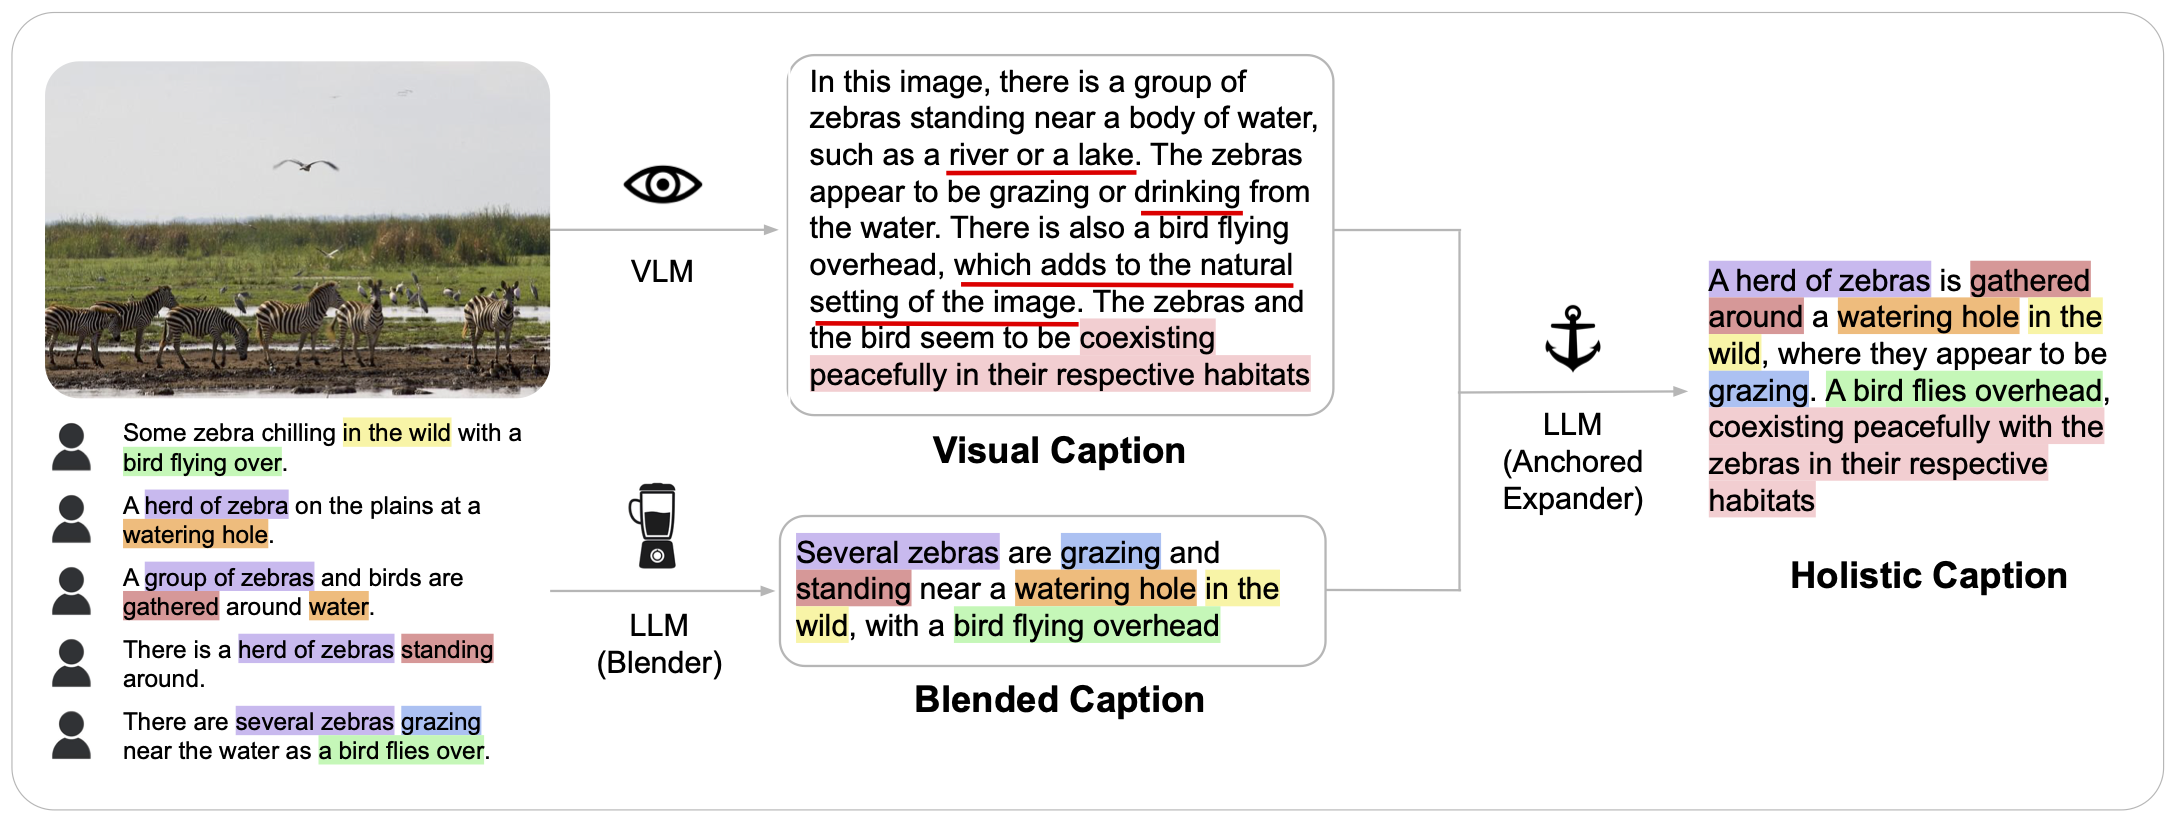 Some zebra chilling in the wild with a
bird flying over.
A herd of zebra on the plains at a
watering hole.
A group of zebras and birds are
gathered around water.
There is a herd of zebras standing
around.
There are several zebras grazing
near the water as a bird flies over.
VLM
LLM
(Blender)
In this image, there is a group of
zebras standing near a body of water,
such as a river or a lake. The zebras
appear to be grazing or drinking from
the water. There is also a bird flying
overhead, which adds to the natural
setting of the image. The zebras and
the bird seem to be coexisting
peacefully in their respective habitats
Visual Caption
Several zebras are grazing and
standing near a watering hole in the
wild, with a bird flying overhead
Blended Caption
LLM
(Anchored
Expander)
A herd of zebras is gathered
around a watering hole in the
wild, where they appear to be
grazing. A bird flies overhead,
coexisting peacefully with the
zebras in their respective
habitats
Holistic Caption